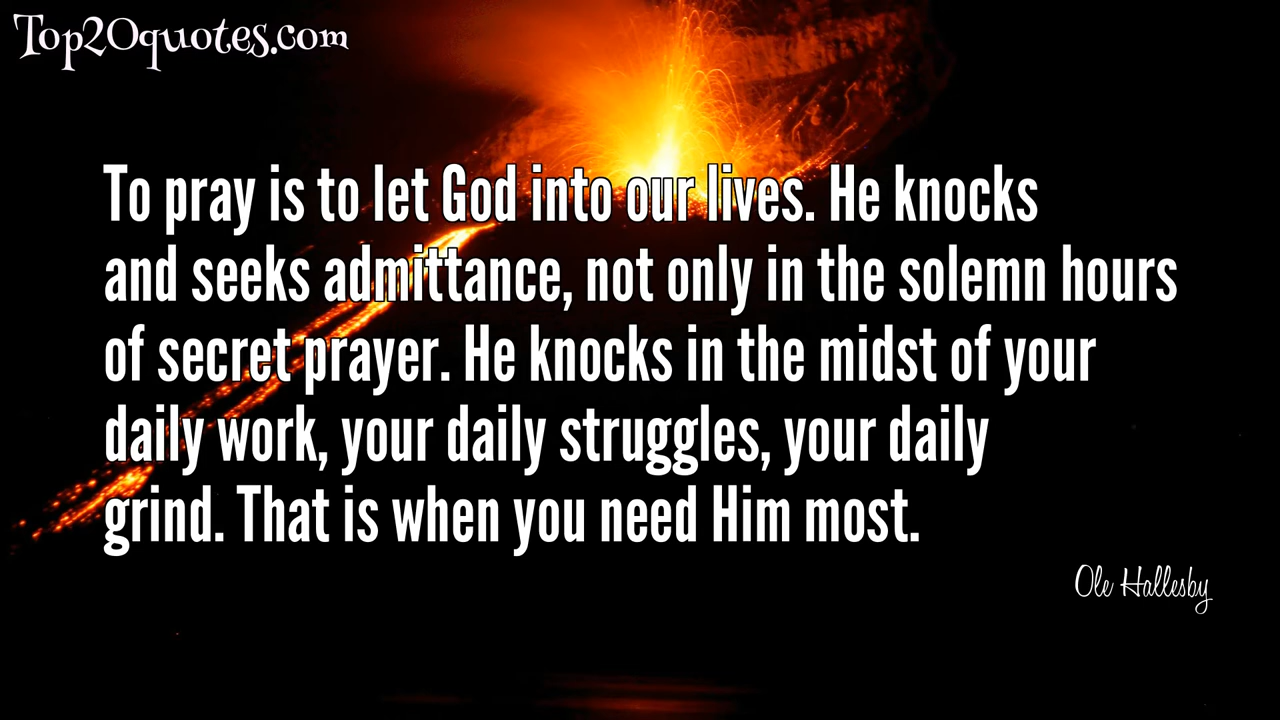 Top20quotes.com
To pray is to let God into our lives. He knocks
and seeks admittance, not only in the solemn hours
of secret prayer. He knocks in the midst of your
daily work, your daily struggles, your daily
grind. That is when you need Him most.
Ole Hallesby